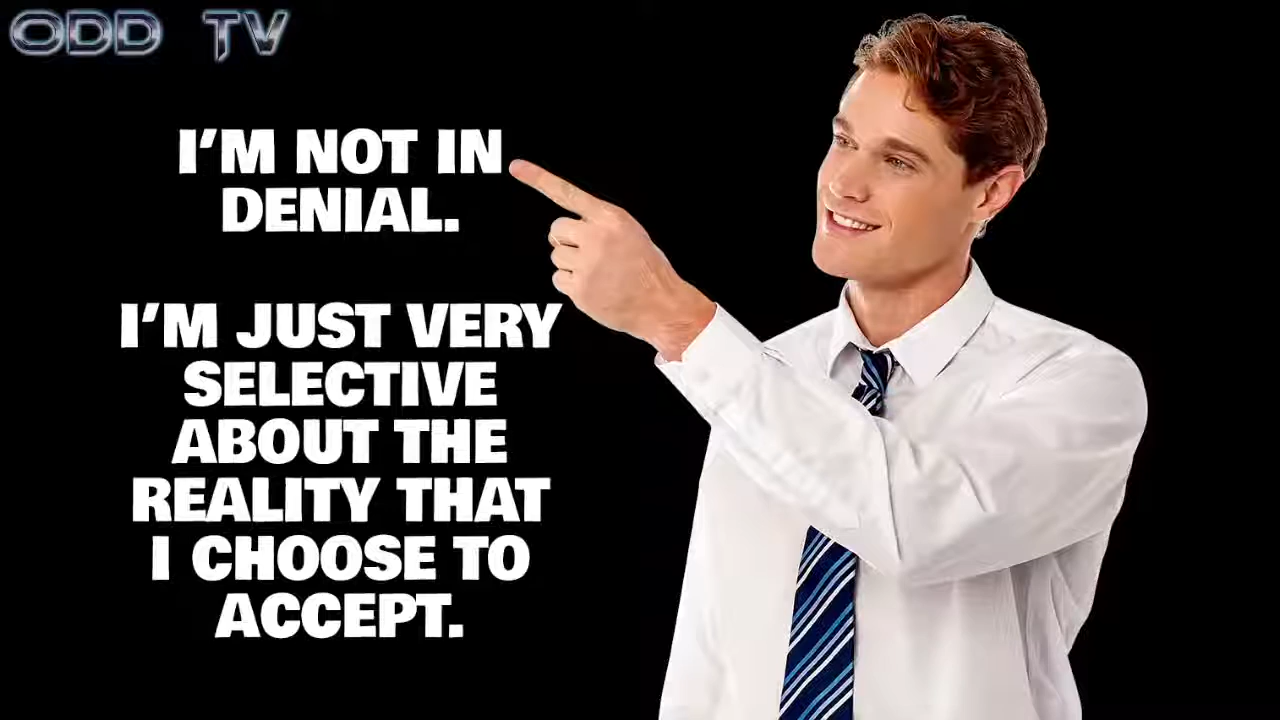 ODD TV
I'M NOT IN
DENIAL.
I'M JUST VERY
SELECTIVE
ABOUT THE
REALITY THAT
I CHOOSE TO
ACCEPT.